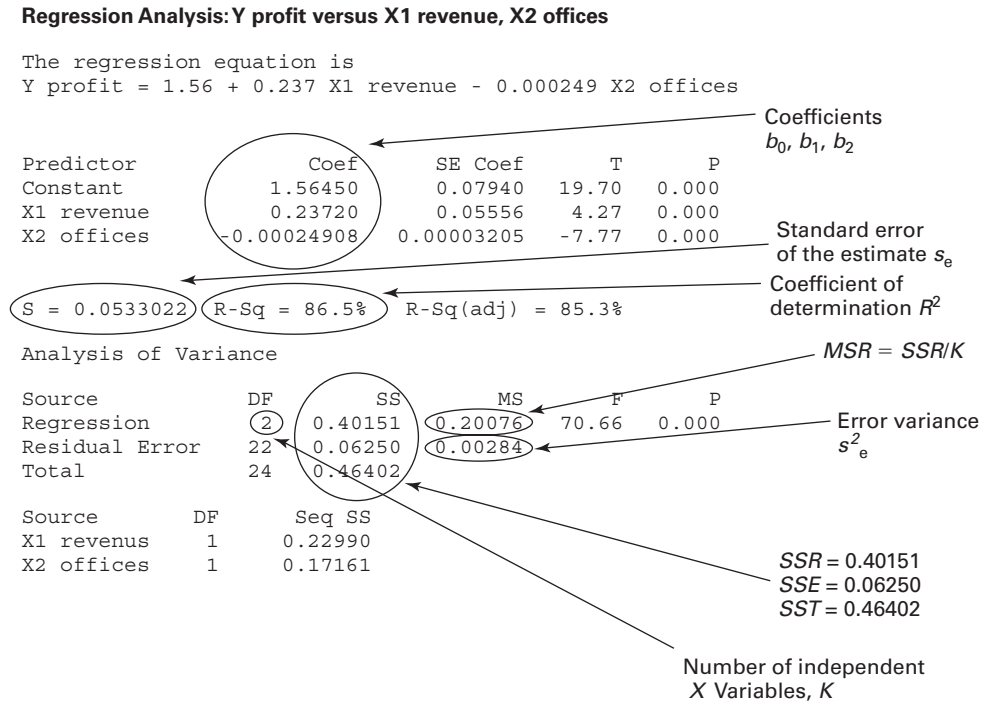 Regression Analysis: Y profit versus X1 revenue, X2 offices
The regression equation is
Y profit = 1.56 + 0.237 X1 revenue - 0.000249 X2 offices
Coefficients
b0, b1, b2
Predictor Coef SE Coef T P
Constant 1.56450 0.07940 19.70 0.000
X1 revenue 0.23720 0.05556 4.27 0.000
X2 offices -0.00024908 0.00003205 -7.77 0.000
Standard error
of the estimate se
Coefficient of
determination R2
S = 0.0533022 R-Sq = 86.5% R-Sq(adj) = 85.3%
Analysis of Variance
MSR = SSR/K
Source DF SS MS F P
Regression 2 0.40151 0.20076 70.66 0.000
Residual Error 22 0.06250 0.00284
Total 24 0.46402
Error variance
s2e
Source DF Seq SS
X1 revenus 1 0.22990
X2 offices 1 0.17161
SSR = 0.40151
SSE = 0.06250
SST = 0.46402
Number of independent
X Variables, K